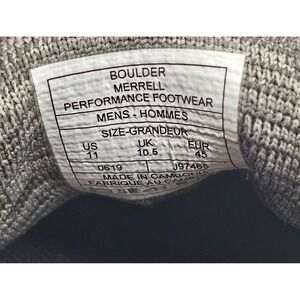 BOULDER
MERRELL
PERFORMANCE FOOTWEAR
MENS - HOMMES
SIZE-GRANDEUR
US UK EUR
11 10.5 45
0619 J97465
MADE IN
FABRIQUE AU